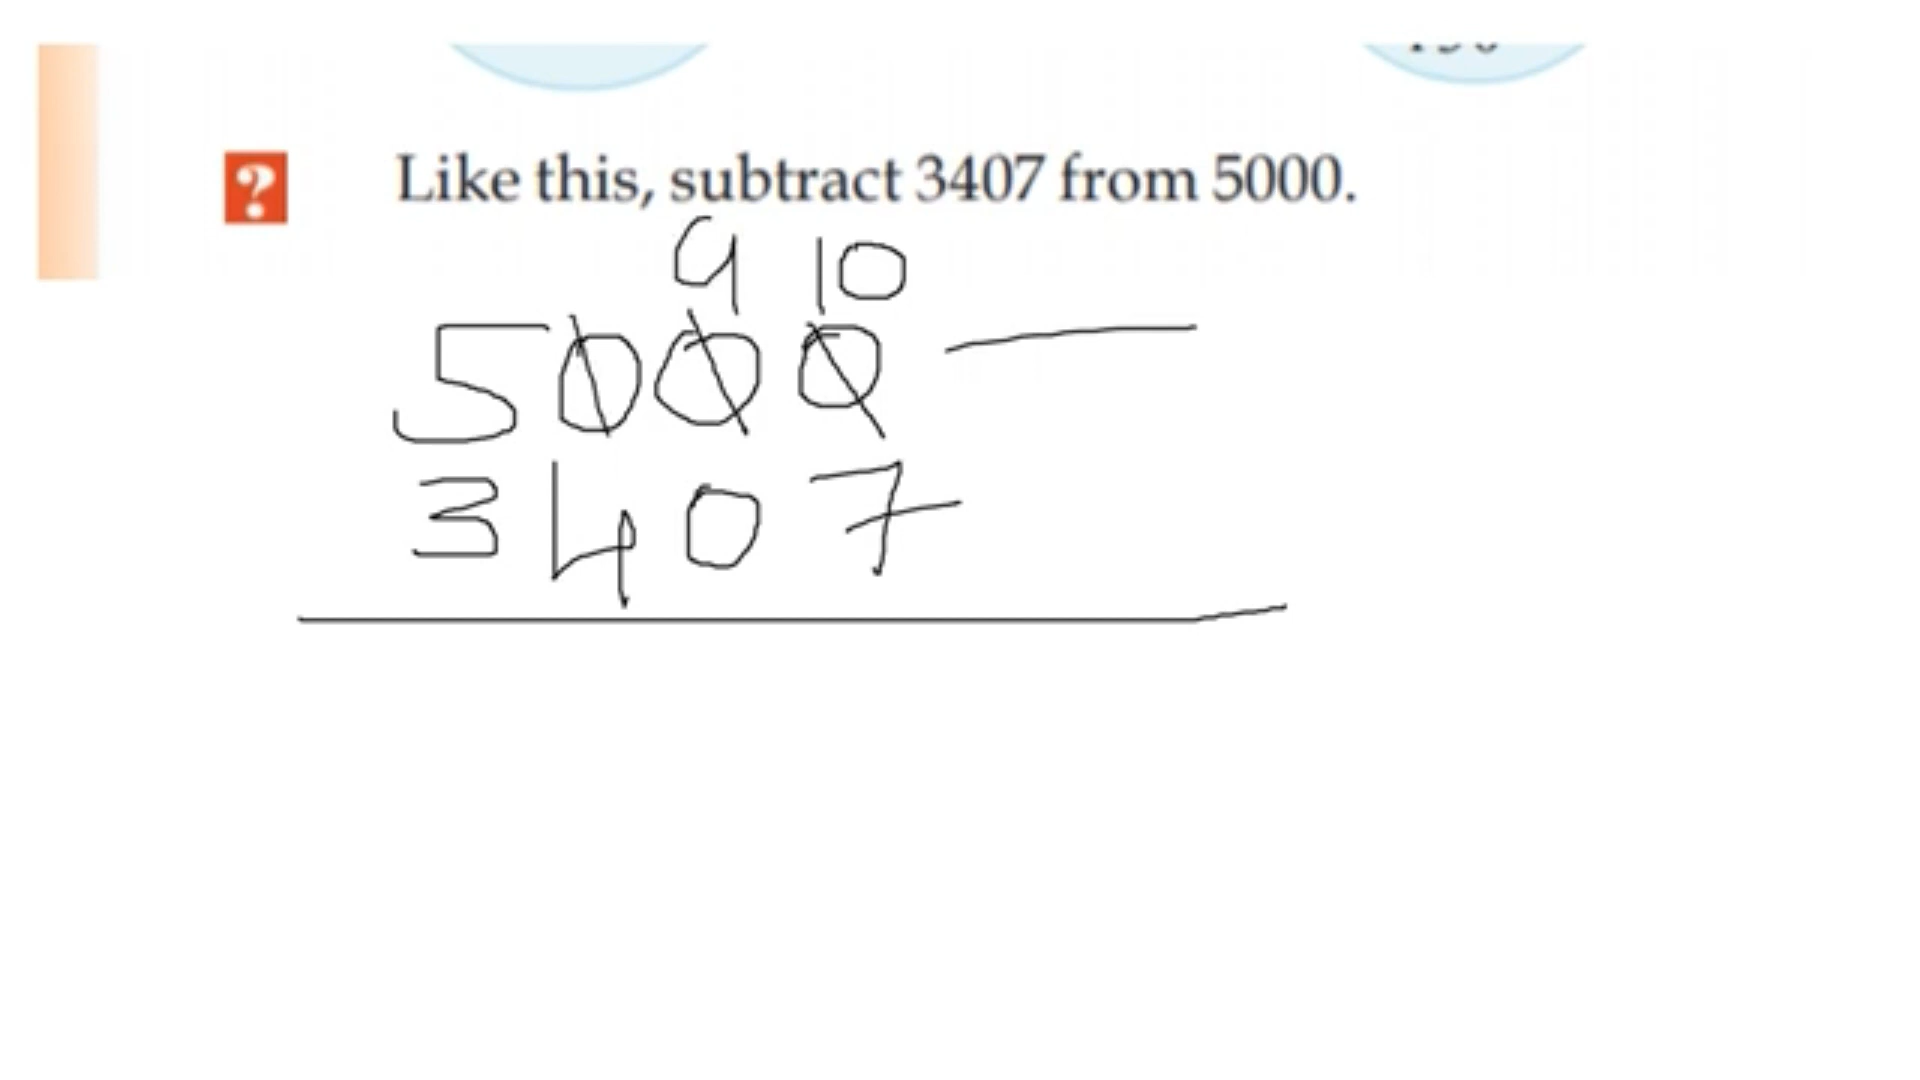 ? Like this, subtract 3407 from 5000.
9 10
5000 —
3407